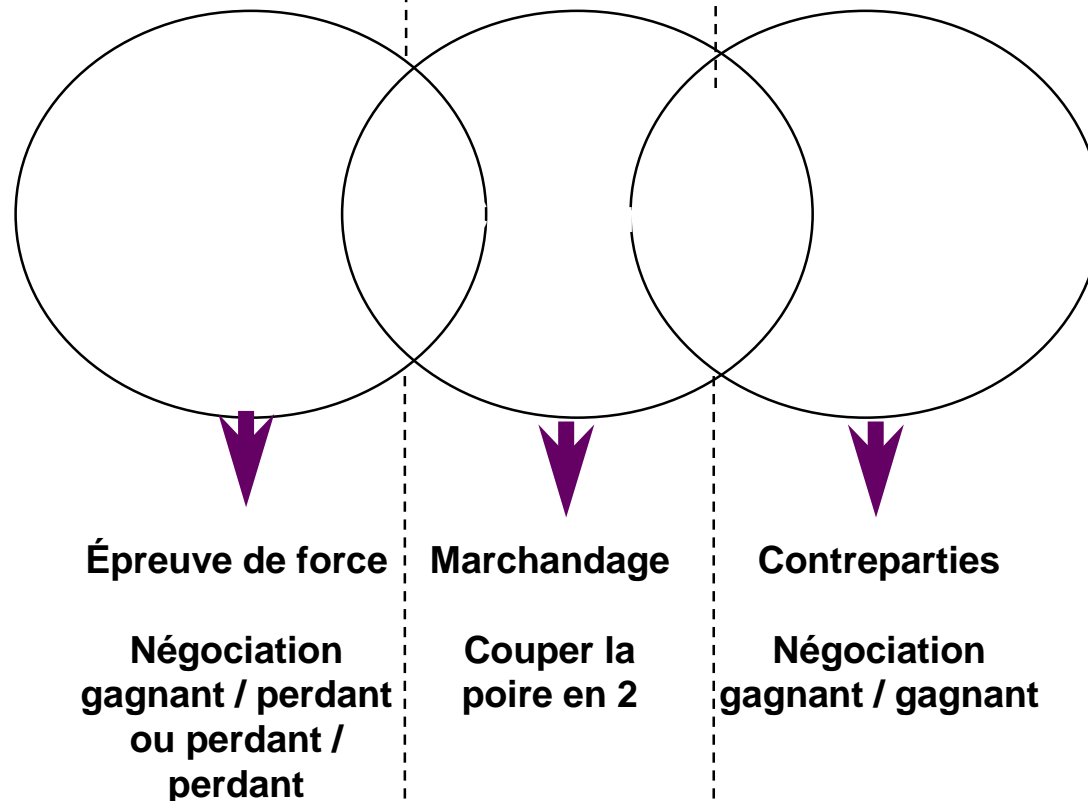 Épreuve de force
Négociation
gagnant / perdant
ou perdant /
perdant
Marchandage
Couper la
poire en 2
Contreparties
Négociation
gagnant / gagnant